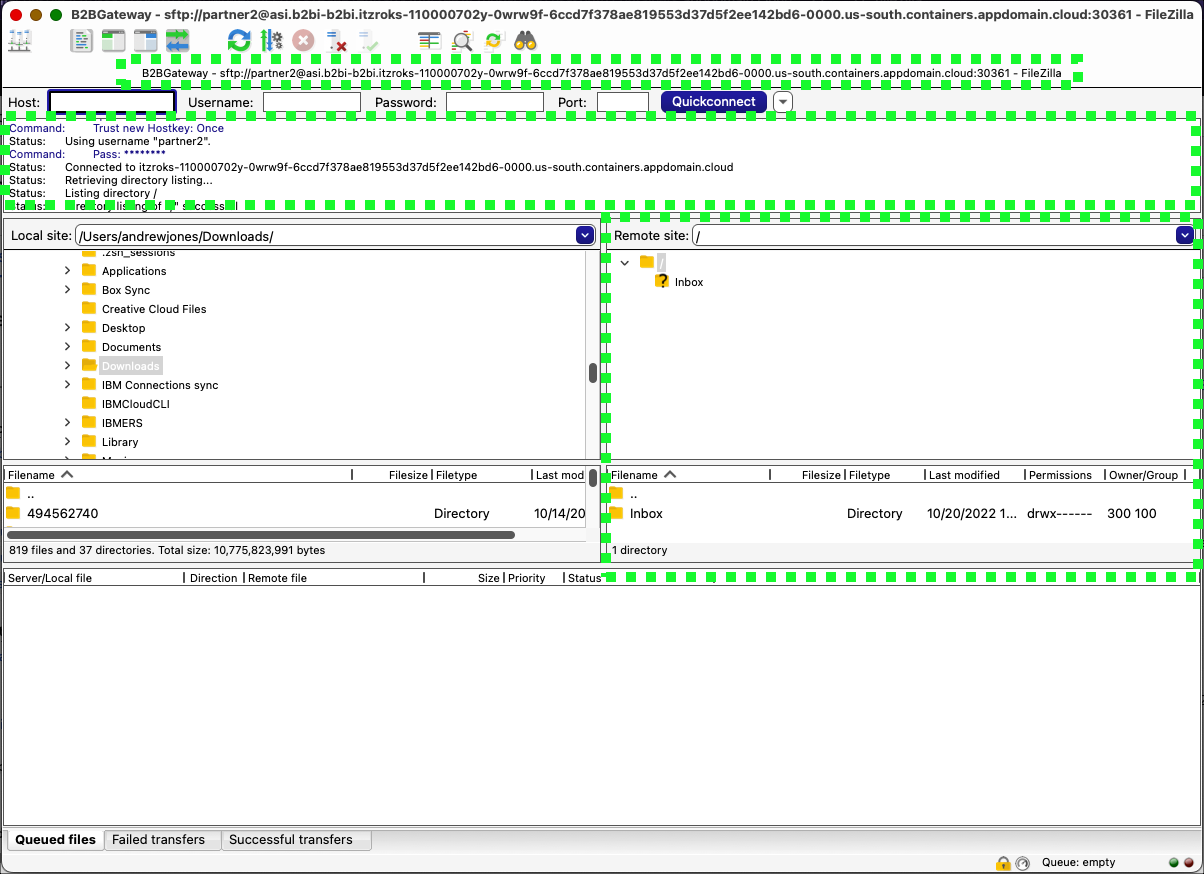 B2BGateway - sftp://partner2@asi.b2bi-b2bi.itzroks-110000702y-0wrw9f-6ccd7f378ae819553d37d5f2ee142bd6-0000.us-south.containers.appdomain.cloud:30361 - FileZilla
B2BGateway - sftp://partner2@asi.b2bi-b2bi.itzroks-110000702y-0wrw9f-6ccd7f378ae819553d37d5f2ee142bd6-0000.us-south.containers.appdomain.cloud:30361 - FileZilla
Host: Username: Password: Port: Quickconnect
Command: Trust new Hostkey: Once
Status: Using username "partner2".
Command: Pass: ********
Status: Connected to itzroks-110000702y-0wrw9f-6ccd7f378ae819553d37d5f2ee142bd6-0000.us-south.containers.appdomain.cloud
Status: Retrieving directory listing...
Status: Listing directory /
Status: Directory listing of "/" successful
Local site: /Users/andrewjones/Downloads/
.zsh_sessions
Applications
Box Sync
Creative Cloud Files
Desktop
Documents
Downloads
IBM Connections sync
IBMCloudCLI
IBMERS
Library
Filename Filesize Filetype Last mod
..
494562740 Directory 10/14/20
819 files and 37 directories. Total size: 10,775,823,991 bytes
Remote site: /
/
Inbox
Filename Filesize Filetype Last modified Permissions Owner/Group
..
Inbox Directory 10/20/2022 1... drwx------ 300 100
1 directory
Server/Local file Direction Remote file Size Priority Status
Queued files Failed transfers Successful transfers
Queue: empty